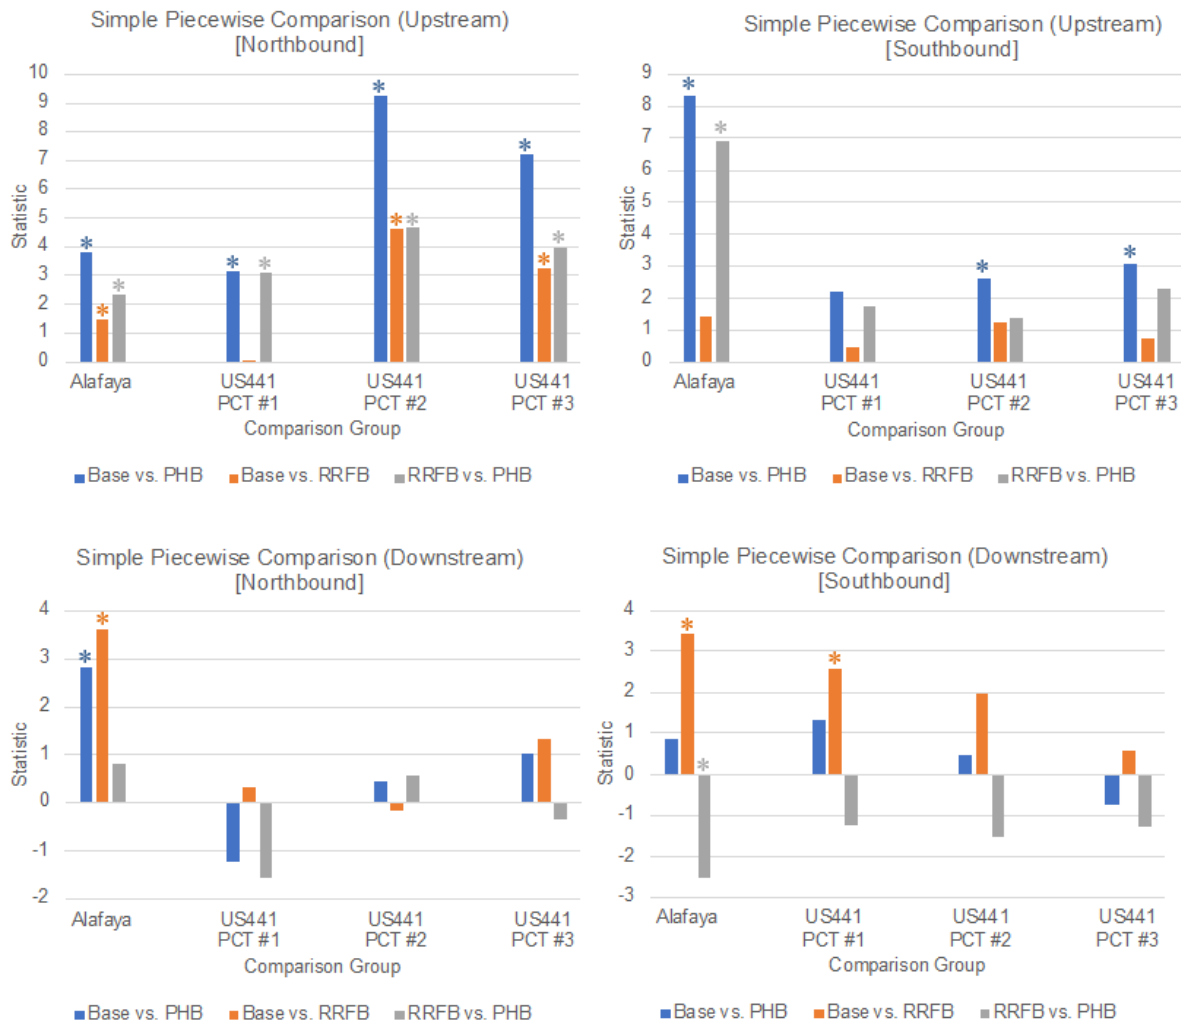 Simple Piecewise Comparison (Upstream)
[Northbound]
10
9
8
7
6
5
4
3
2
1
0
Statistic
* * * * * * * * * *
Alafaya US441 US441 US441
PCT #1 PCT #2 PCT #3
Comparison Group
Base vs. PHB Base vs. RRFB RRFB vs. PHB
Simple Piecewise Comparison (Upstream)
[Southbound]
9
8
7
6
5
4
3
2
1
0
Statistic
* * * *
Alafaya US441 US441 US441
PCT #1 PCT #2 PCT #3
Comparison Group
Base vs. PHB Base vs. RRFB RRFB vs. PHB
Simple Piecewise Comparison (Downstream)
[Northbound]
4
3
2
1
0
-1
-2
Statistic
* *
Alafaya US441 US441 US441
PCT #1 PCT #2 PCT #3
Comparison Group
Base vs. PHB Base vs. RRFB RRFB vs. PHB
Simple Piecewise Comparison (Downstream)
[Southbound]
4
3
2
1
0
-1
-2
-3
Statistic
* * *
Alafaya US441 US441 US441
PCT #1 PCT #2 PCT #3
Comparison Group
Base vs. PHB Base vs. RRFB RRFB vs. PHB